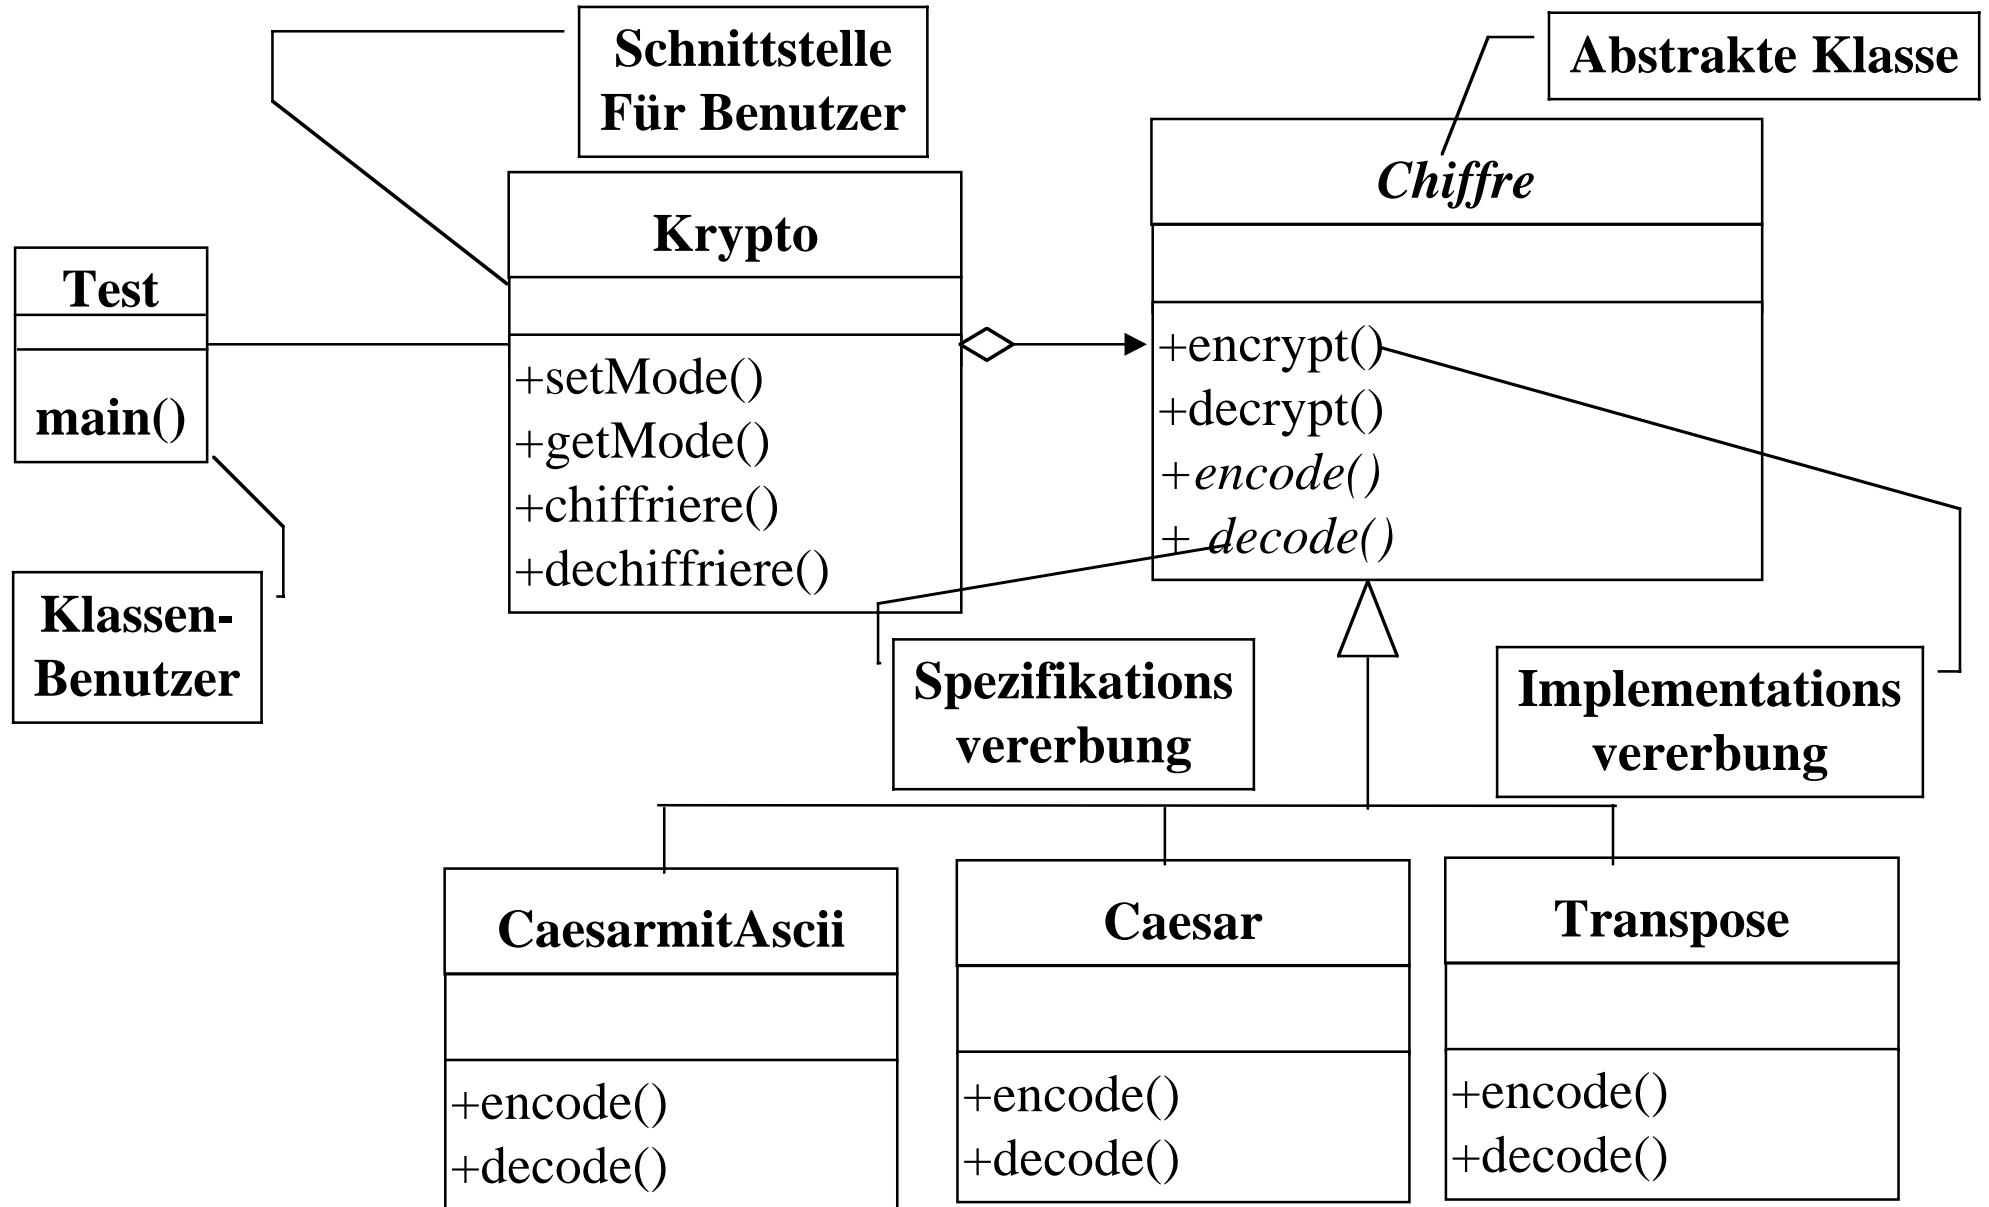 Schnittstelle
Für Benutzer
Abstrakte Klasse
Chiffre
+encrypt()
+decrypt()
+encode()
+ decode()
Krypto
+setMode()
+getMode()
+chiffriere()
+dechiffriere()
Test
main()
Klassen-
Benutzer
Spezifikations
vererbung
Implementations
vererbung
CaesarmitAscii
+encode()
+decode()
Caesar
+encode()
+decode()
Transpose
+encode()
+decode()